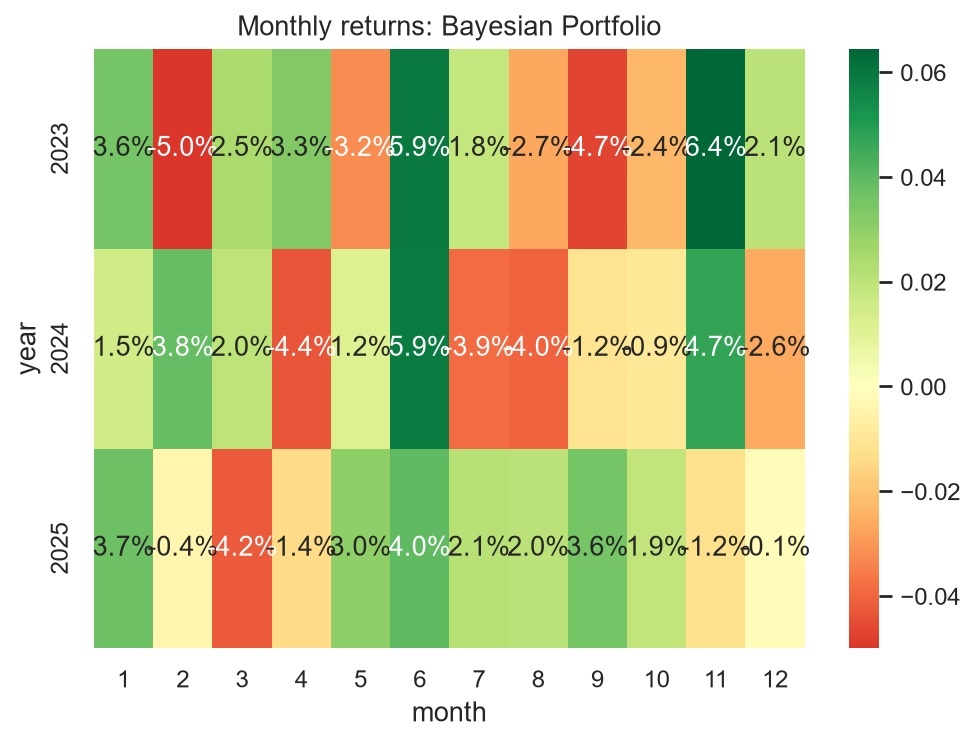 Monthly returns: Bayesian Portfolio
year
2023 3.6% -5.0% 2.5% 3.3% -3.2% 5.9% 1.8% -2.7% -4.7% -2.4% 6.4% 2.1%
2024 1.5% 3.8% 2.0% -4.4% 1.2% 5.9% -3.9% -4.0% -1.2% -0.9% 4.7% -2.6%
2025 3.7% -0.4% -4.2% -1.4% 3.0% 4.0% 2.1% 2.0% 3.6% 1.9% -1.2% -0.1%
1 2 3 4 5 6 7 8 9 10 11 12
month
0.06
0.04
0.02
0.00
−0.02
−0.04